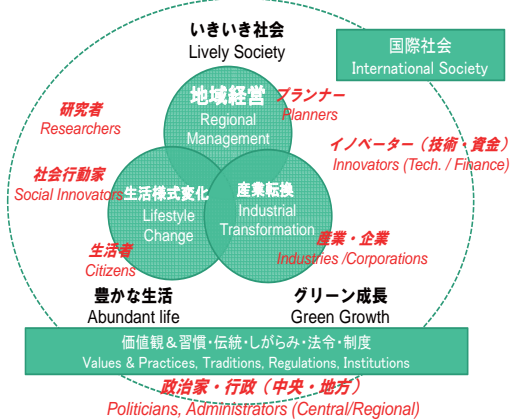 いきいき社会
Lively Society
国際社会
International Society
地域経営
Regional
Management
プランナー
Planners
研究者
Researchers
イノベーター（技術・資金）
Innovators (Tech. / Finance)
社会行動家
Social Innovators
生活様式変化
Lifestyle
Change
産業転換
Industrial
Transformation
生活者
Citizens
産業・企業
Industries /Corporations
豊かな生活
Abundant life
グリーン成長
Green Growth
価値観＆習慣・伝統・しがらみ・法令・制度
Values & Practices, Traditions, Regulations, Institutions
政治家・行政（中央・地方）
Politicians, Administrators (Central/Regional)